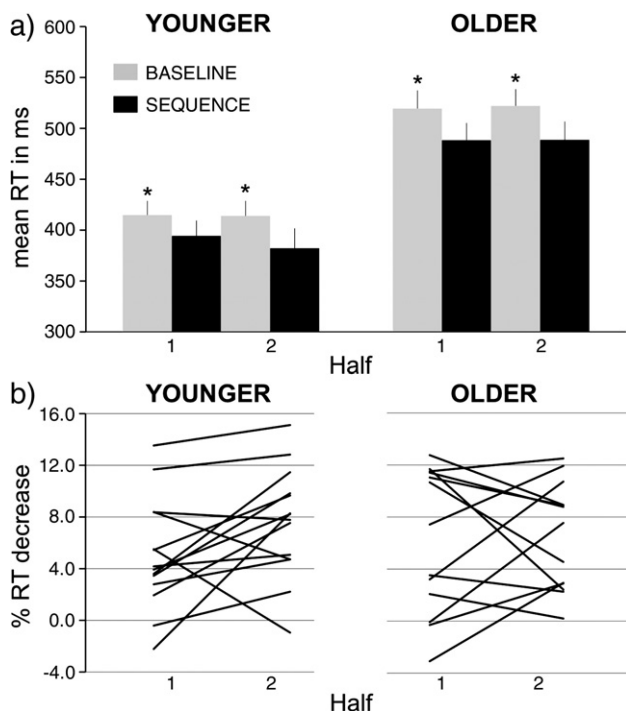 a)
YOUNGER
OLDER
600
550
500
450
400
350
300
mean RT in ms
BASELINE
SEQUENCE
*
*
*
*
1
2
1
2
Half
b)
YOUNGER
OLDER
16.0
12.0
8.0
4.0
0.0
-4.0
% RT decrease
1
2
1
2
Half